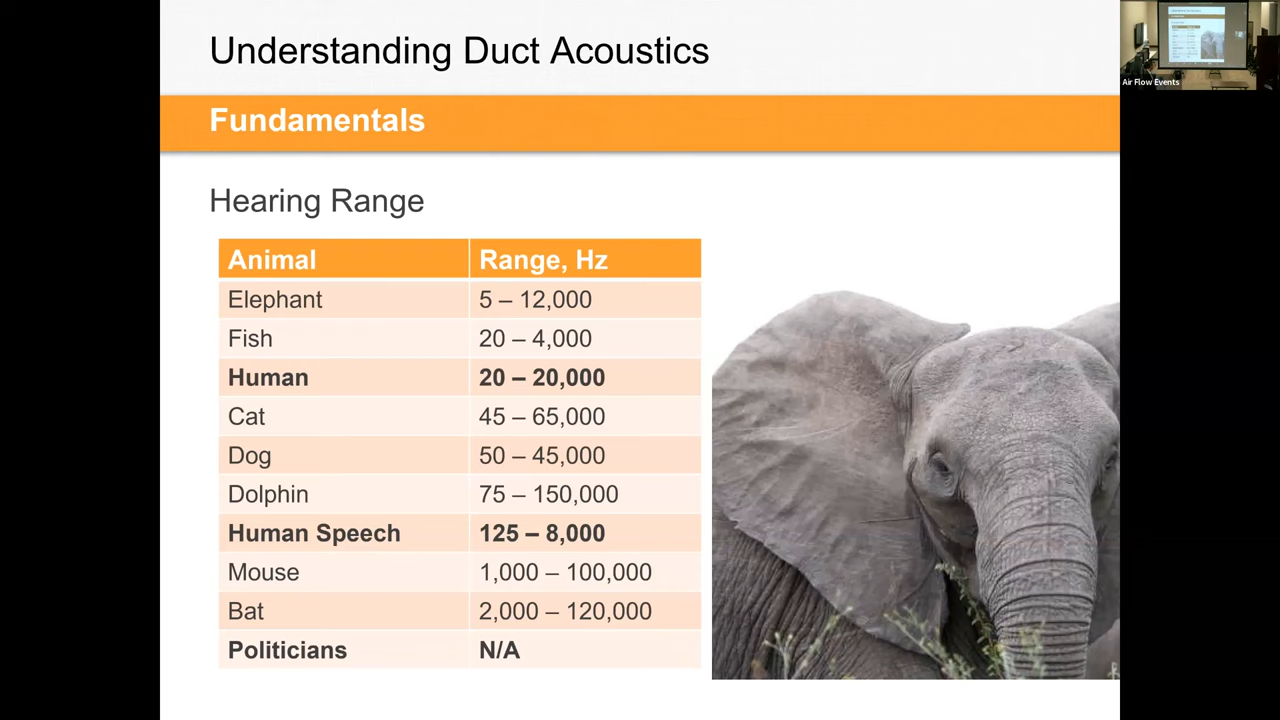 Understanding Duct Acoustics
Air Flow Events
Fundamentals
Hearing Range
Animal Range, Hz
Elephant 5 – 12,000
Fish 20 – 4,000
Human 20 – 20,000
Cat 45 – 65,000
Dog 50 – 45,000
Dolphin 75 – 150,000
Human Speech 125 – 8,000
Mouse 1,000 – 100,000
Bat 2,000 – 120,000
Politicians N/A